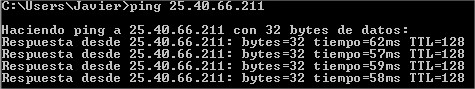 C:\Users\Javier>ping 25.40.66.211
Haciendo ping a 25.40.66.211 con 32 bytes de datos:
Respuesta desde 25.40.66.211: bytes=32 tiempo=62ms TTL=128
Respuesta desde 25.40.66.211: bytes=32 tiempo=57ms TTL=128
Respuesta desde 25.40.66.211: bytes=32 tiempo=59ms TTL=128
Respuesta desde 25.40.66.211: bytes=32 tiempo=58ms TTL=128